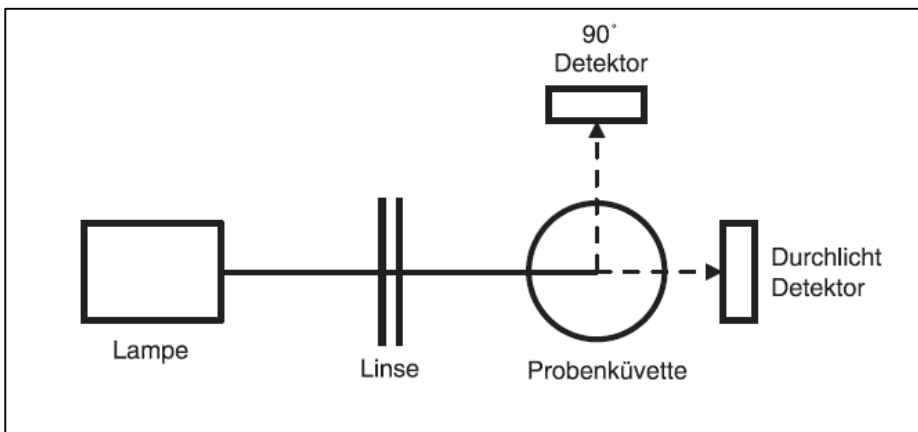 90°
Detektor
Durchlicht
Detektor
Lampe
Linse
Probenküvette